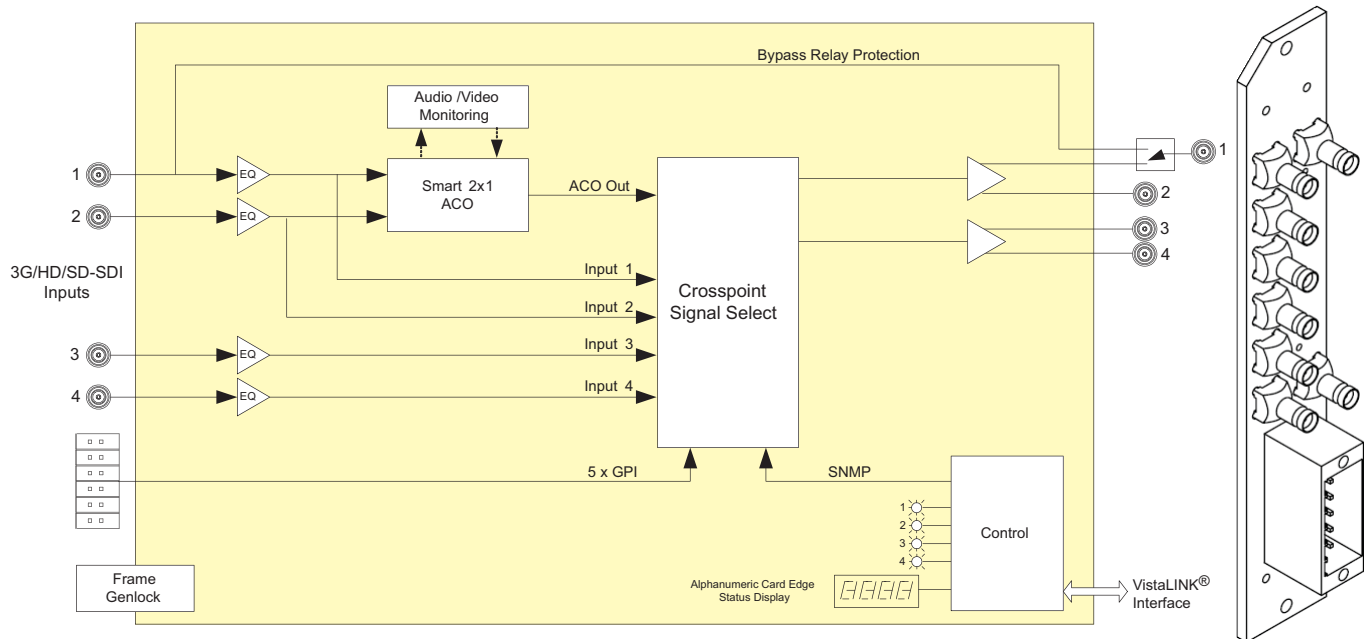 Bypass Relay Protection
Audio /Video
Monitoring
1
EQ
Smart 2x1
ACO
ACO Out
2
EQ
3G/HD/SD-SDI
Inputs
Input 1
Input 2
3
EQ
Input 3
4
EQ
Input 4
Crosspoint
Signal Select
1
2
3
4
5 x GPI
SNMP
1
2
3
4
Control
Alphanumeric Card Edge
Status Display
Frame
Genlock
VistaLINK®
Interface